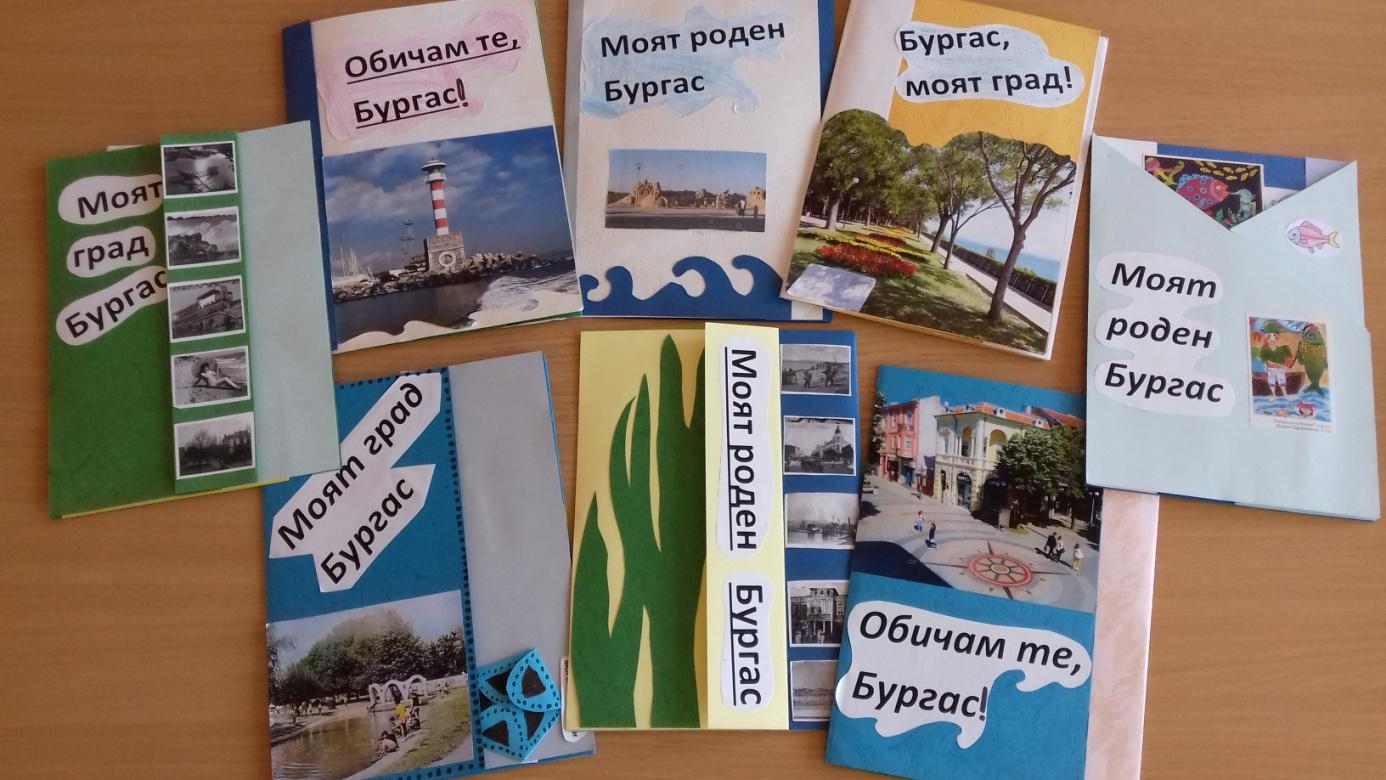 Обичам те,
Бургас!
Моят роден
Бургас
Бургас,
моят град!
Моят
град
Бургас
Моят
роден
Бургас
Моят град
Бургас
Моят роден Бургас
Обичам те,
Бургас!